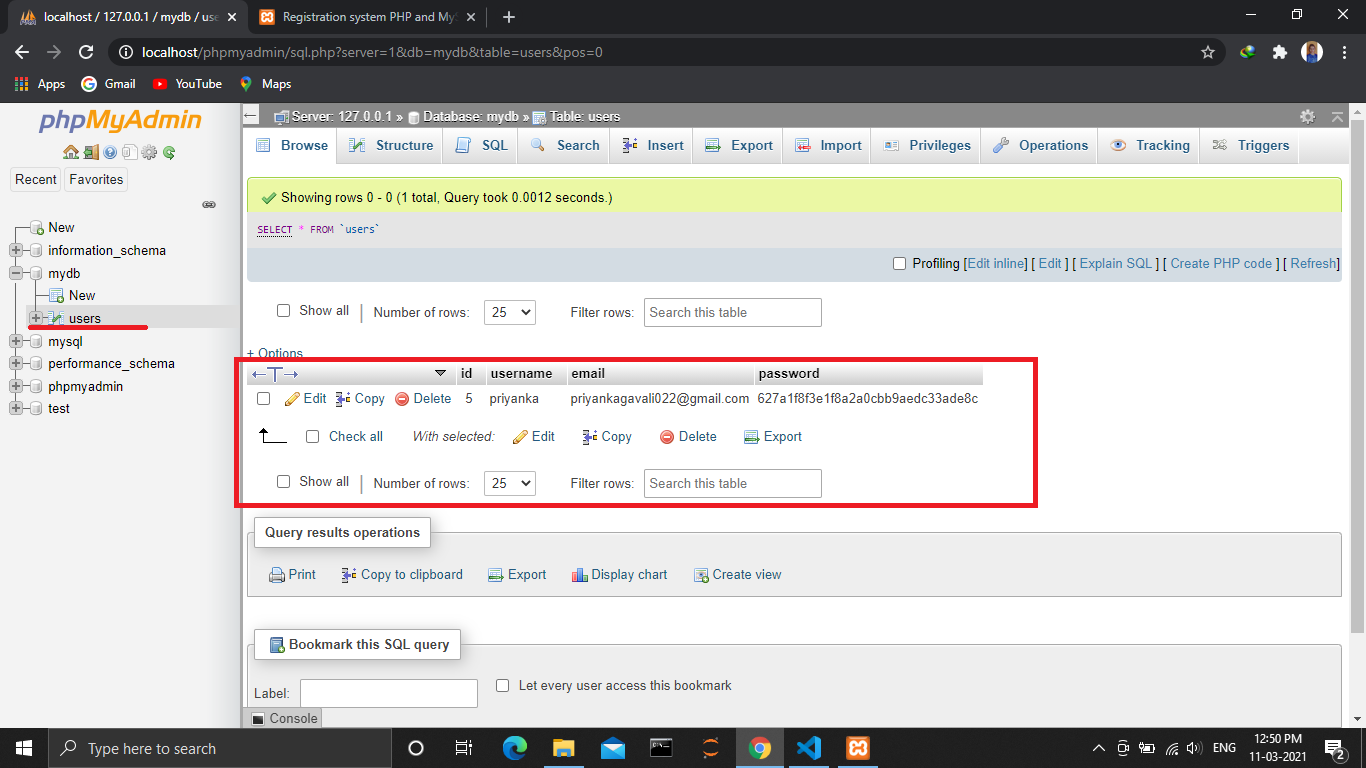 localhost / 127.0.0.1 / mydb / use
Registration system PHP and MyS
localhost/phpmyadmin/sql.php?server=1&db=mydb&table=users&pos=0
Apps Gmail YouTube Maps
phpMyAdmin
Recent Favorites
New
information_schema
mydb
New
users
mysql
performance_schema
phpmyadmin
test
Server: 127.0.0.1 » Database: mydb » Table: users
Browse Structure SQL Search Insert Export Import Privileges Operations Tracking Triggers
Showing rows 0 - 0 (1 total, Query took 0.0012 seconds.)
SELECT * FROM `users`
Profiling [Edit inline] [ Edit ] [ Explain SQL ] [ Create PHP code ] [ Refresh]
Show all | Number of rows: 25 Filter rows: Search this table
+ Options
←T→ id username email password
Edit Copy Delete 5 priyanka priyankagavali022@gmail.com 627a1f8f3e1f8a2a0cbb9aedc33ade8c
Check all With selected: Edit Copy Delete Export
Show all | Number of rows: 25 Filter rows: Search this table
Query results operations
Print Copy to clipboard Export Display chart Create view
Bookmark this SQL query
Label: Let every user access this bookmark
Console
Type here to search
ENG
12:50 PM
11-03-2021
2